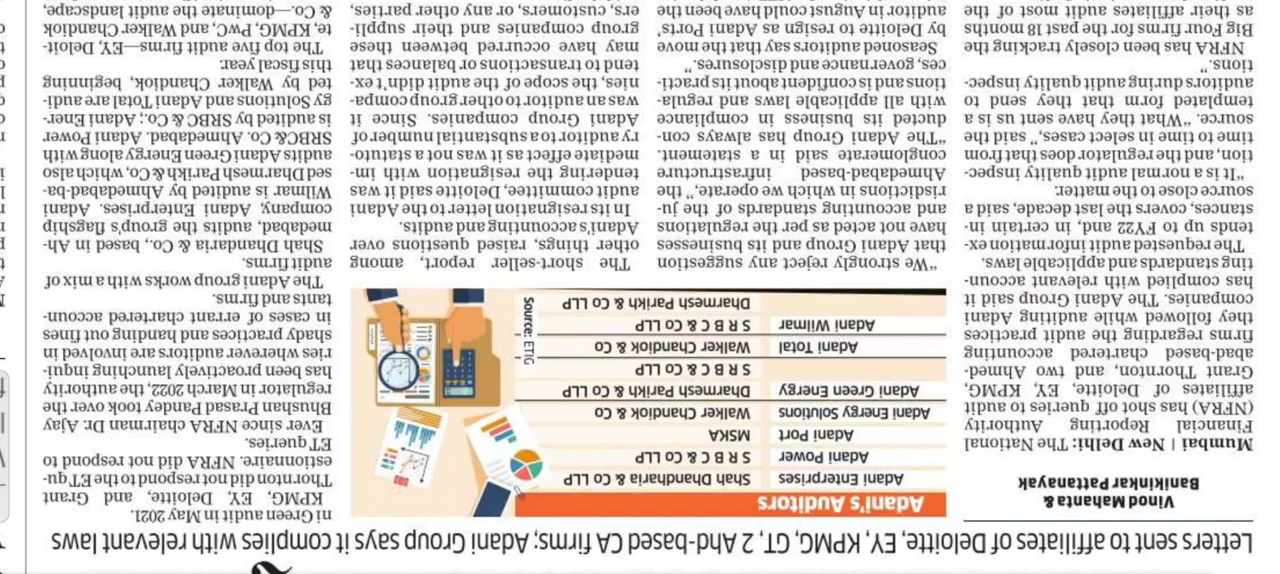 Letters sent to affiliates of Deloitte, EY, KPMG, GT, 2 Ahd-based CA firms; Adani Group says it complies with relevant laws
Vinod Mahanta &
Banikinkar Pattanayak
Mumbai | New Delhi: The National
Financial Reporting Authority
(NFRA) has shot off queries to audit
affiliates of Deloitte, EY, KPMG,
Grant Thornton, and two Ahmed-
abad-based chartered accounting
firms regarding the audit practices
they followed while auditing Adani
companies. The Adani Group said it
has complied with relevant accoun-
ting standards and applicable laws.
The requested audit information ex-
tends up to FY22 and, in certain in-
stances, covers the last decade, said a
source close to the matter.
"It is a normal audit quality inspec-
tion, and the regulator does that from
time to time in select cases," said the
source. "What they have sent us is a
templated form that they send to
auditors during audit quality inspec-
tions."
NFRA has been closely tracking the
Big Four firms for the past 18 months
as their affiliates audit most of the
Adani's Auditors
Adani Enterprises Shah Dhandharia & Co LLP
Adani Power S R B C & Co LLP
Adani Port MSKA
Adani Energy Solutions Walker Chandiok & Co
Adani Green Energy Dharmesh Parikh & Co LLP
S R B C & Co LLP
Adani Total Walker Chandiok & Co
Adani Wilmar S R B C & Co LLP
Dharmesh Parikh & Co LLP
Source: ETIG
"We strongly reject any suggestion
that Adani Group and its businesses
have not acted as per the regulations
and accounting standards of the ju-
risdictions in which we operate," the
Ahmedabad-based infrastructure
conglomerate said in a statement.
"The Adani Group has always con-
ducted its business in compliance
with all applicable laws and regula-
tions and is confident about its practi-
ces, governance and disclosures."
Seasoned auditors say that the move
by Deloitte to resign as Adani Ports'
auditor in August could have been the
The short-seller report, among
other things, raised questions over
Adani's accounting and audits.
In its resignation letter to the Adani
audit committee, Deloitte said it was
tendering the resignation with im-
mediate effect as it was not a statuto-
ry auditor to a substantial number of
Adani Group companies. Since it
was an auditor to other group compa-
nies, the scope of the audit didn't ex-
tend to transactions or balances that
may have occurred between these
group companies and their suppli-
ers, customers, or any other parties,
ni Green audit in May 2021.
KPMG, EY, Deloitte, and Grant
Thornton did not respond to the ET qu-
estionnaire. NFRA did not respond to
ET queries.
Ever since NFRA chairman Dr. Ajay
Bhushan Prasad Pandey took over the
regulator in March 2022, the authority
has been proactively launching inqui-
ries wherever auditors are involved in
shady practices and handing out fines
in cases of errant chartered accoun-
tants and firms.
The Adani group works with a mix of
audit firms.
Shah Dhandaria & Co., based in Ah-
medabad, audits the group's flagship
company, Adani Enterprises. Adani
Wilmar is audited by Ahmedabad-ba-
sed Dharmesh Parikh & Co, which also
audits Adani Green Energy along with
SRBC& Co. Ahmedabad. Adani Power
is audited by SRBC & Co.; Adani Ener-
gy Solutions and Adani Total are audi-
ted by Walker Chandiok, beginning
this fiscal year.
The top five audit firms—EY, Deloit-
te, KPMG, PwC, and Walker Chandiok
& Co—dominate the audit landscape,